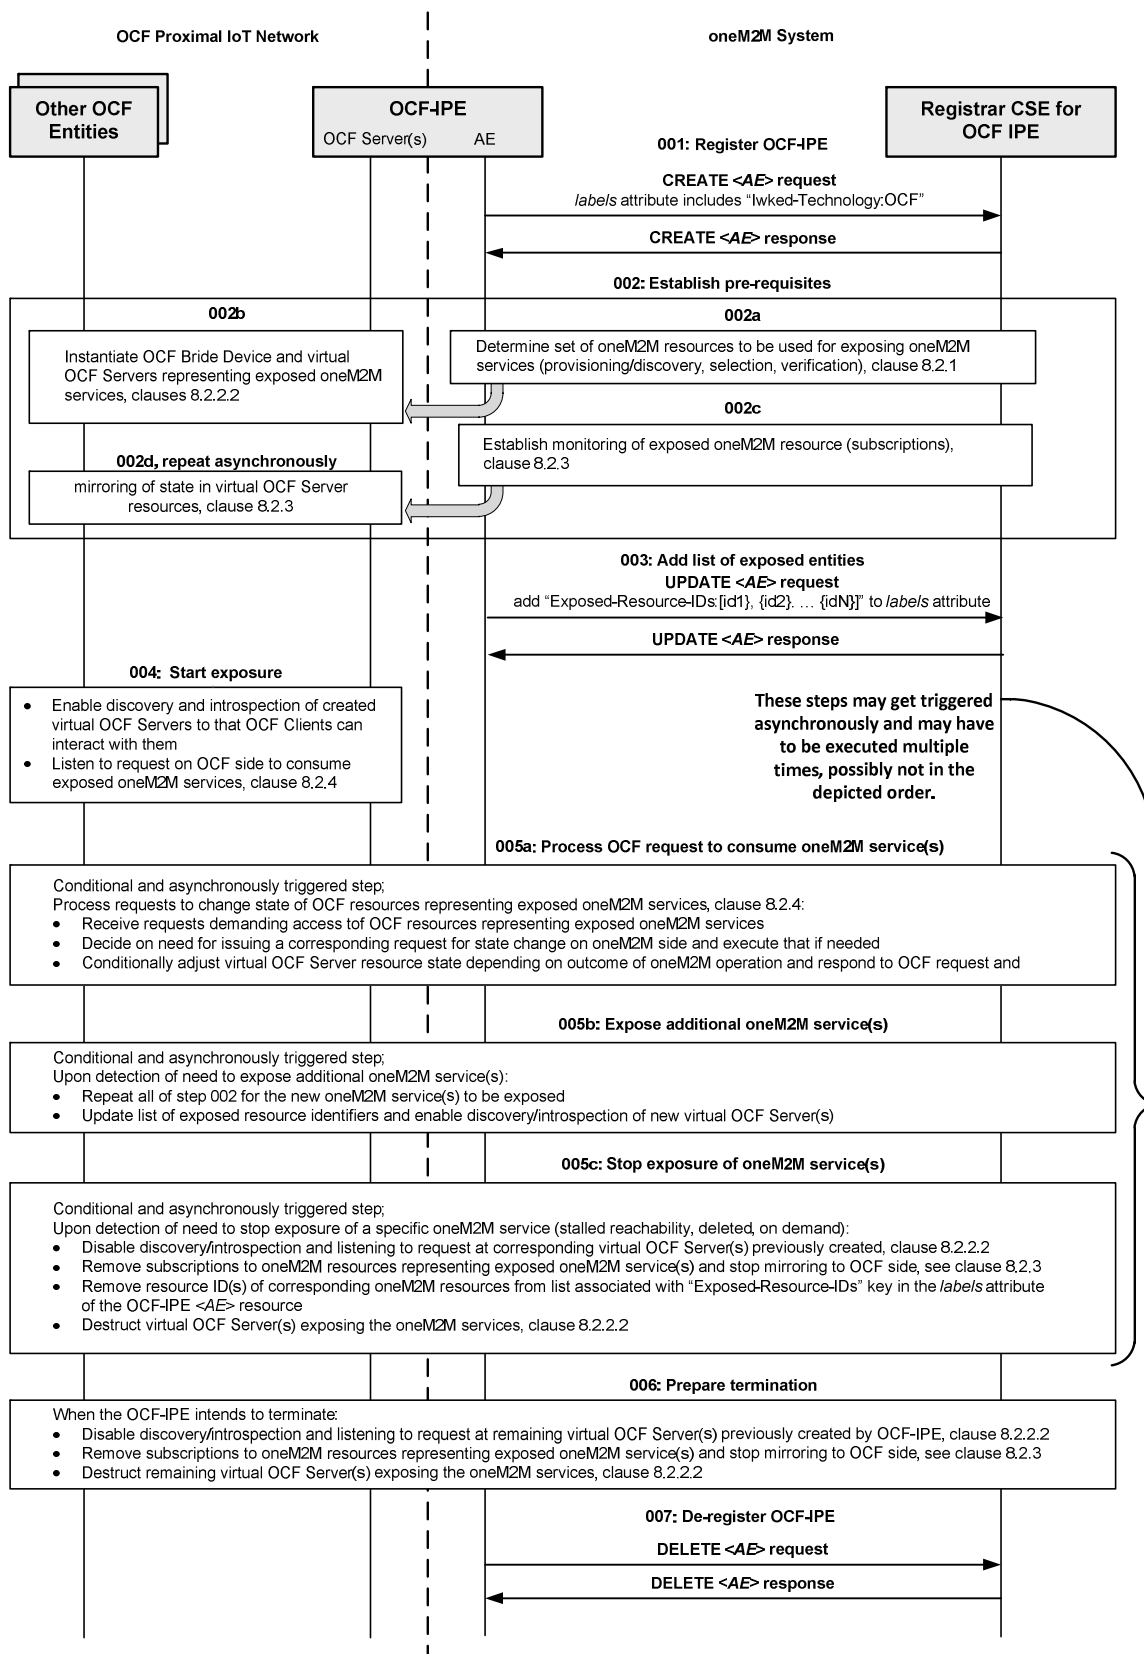 OCF Proximal IoT Network
oneM2M System
Other OCF
Entities
OCF-IPE
OCF Server(s)
AE
Registrar CSE for
OCF IPE
001: Register OCF-IPE
CREATE <AE> request
labels attribute includes “Iwked-Technology:OCF”
CREATE <AE> response
002: Establish pre-requisites
002b
002a
Instantiate OCF Bride Device and virtual
OCF Servers representing exposed oneM2M
services, clauses 8.2.2.2
Determine set of oneM2M resources to be used for exposing oneM2M
services (provisioning/discovery, selection, verification), clause 8.2.1
002c
Establish monitoring of exposed oneM2M resource (subscriptions),
clause 8.2.3
002d, repeat asynchronously
mirroring of state in virtual OCF Server
resources, clause 8.2.3
003: Add list of exposed entities
UPDATE <AE> request
add “Exposed-Resource-IDs:[id1}, {id2}. … {idN}]” to labels attribute
UPDATE <AE> response
004:  Start exposure
• Enable discovery and introspection of created
virtual OCF Servers to that OCF Clients can
interact with them
• Listen to request on OCF side to consume
exposed oneM2M services, clause 8.2.4
These steps may get triggered
asynchronously and may have
to be executed multiple
times, possibly not in the
depicted order.
005a: Process OCF request to consume oneM2M service(s)
Conditional and asynchronously triggered step;
Process requests to change state of OCF resources representing exposed oneM2M services, clause 8.2.4:
• Receive requests demanding access tof OCF resources representing exposed oneM2M services
• Decide on need for issuing a corresponding request for state change on oneM2M side and execute that if needed
• Conditionally adjust virtual OCF Server resource state depending on outcome of oneM2M operation and respond to OCF request and
005b: Expose additional oneM2M service(s)
Conditional and asynchronously triggered step;
Upon detection of need to expose additional oneM2M service(s):
• Repeat all of step 002 for the new oneM2M service(s) to be exposed
• Update list of exposed resource identifiers and enable discovery/introspection of new virtual OCF Server(s)
005c: Stop exposure of oneM2M service(s)
Conditional and asynchronously triggered step;
Upon detection of need to stop exposure of a specific oneM2M service (stalled reachability, deleted, on demand):
• Disable discovery/introspection and listening to request at corresponding virtual OCF Server(s) previously created, clause 8.2.2.2
• Remove subscriptions to oneM2M resources representing exposed oneM2M service(s) and stop mirroring to OCF side, see clause 8.2.3
• Remove resource ID(s) of corresponding oneM2M resources from list associated with “Exposed-Resource-IDs” key in the labels attribute
of the OCF-IPE <AE> resource
• Destruct virtual OCF Server(s) exposing the oneM2M services, clause 8.2.2.2
006: Prepare termination
When the OCF-IPE intends to terminate:
• Disable discovery/introspection and listening to request at remaining virtual OCF Server(s) previously created by OCF-IPE, clause 8.2.2.2
• Remove subscriptions to oneM2M resources representing exposed oneM2M service(s) and stop mirroring to OCF side, see clause 8.2.3
• Destruct remaining virtual OCF Server(s) exposing the oneM2M services, clause 8.2.2.2
007: De-register OCF-IPE
DELETE <AE> request
DELETE <AE> response